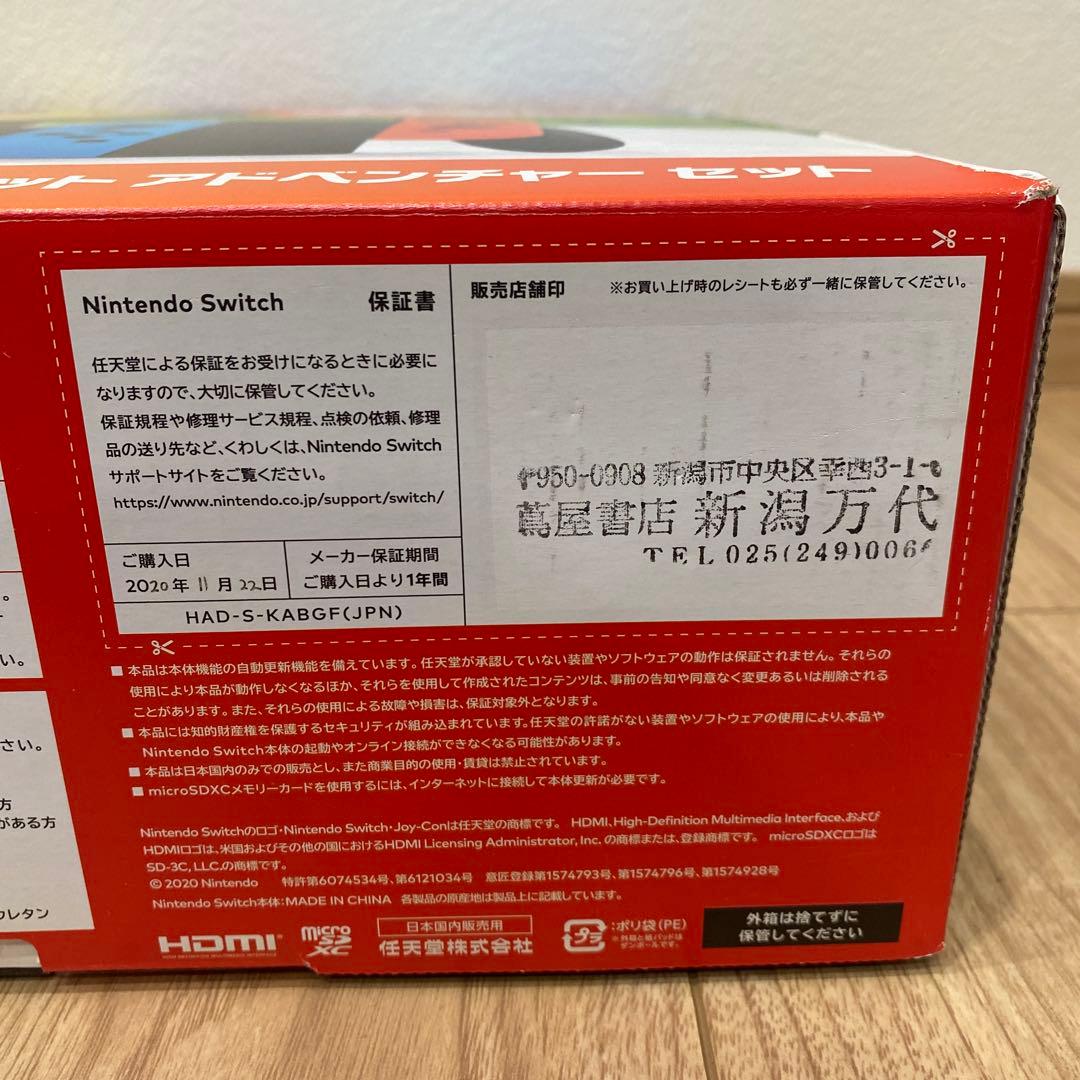 ット アドベンチャー セット
Nintendo Switch 保証書
任天堂による保証をお受けになるときに必要に
なりますので、大切に保管してください。
保証規程や修理サービス規程、点検の依頼、修理
品の送り先など、くわしくは、Nintendo Switch
サポートサイトをご覧ください。
https://www.nintendo.co.jp/support/switch/
ご購入日
2020年 11月 22日
メーカー保証期間
ご購入日より1年間
HAD-S-KABGF(JPN)
販売店舗印 ※お買い上げ時のレシートも必ず一緒に保管してください。
〒950-0908 新潟市中央区幸西3-1-
蔦屋書店 新潟万代
TEL 025(249)006
■ 本品は本体機能の自動更新機能を備えています。任天堂が承認していない装置やソフトウェアの動作は保証されません。それらの
使用により本品が動作しなくなるほか、それらを使用して作成されたコンテンツは、事前の告知や同意なく変更あるいは削除される
ことがあります。また、それらの使用による故障や損害は、保証対象外となります。
■ 本品には知的財産権を保護するセキュリティが組み込まれています。任天堂の許諾がない装置やソフトウェアの使用により、本品や
Nintendo Switch本体の起動やオンライン接続ができなくなる可能性があります。
■ 本品は日本国内のみでの販売とし、また商業目的の使用・賃貸は禁止されています。
■ microSDXCメモリーカードを使用するには、インターネットに接続して本体更新が必要です。
Nintendo Switchのロゴ・Nintendo Switch・Joy-Conは任天堂の商標です。 HDMI、High-Definition Multimedia Interface、および
HDMIロゴは、米国およびその他の国におけるHDMI Licensing Administrator, Inc. の商標または、登録商標です。 microSDXCロゴは
SD-3C, LLC.の商標です。
© 2020 Nintendo 特許第6074534号、第6121034号 意匠登録第1574793号、第1574796号、第1574928号
Nintendo Switch本体：MADE IN CHINA 各製品の原産地は製品上に記載しています。
HDMI
HIGH-DEFINITION MULTIMEDIA INTERFACE
micro SD XC
日本国内販売用
任天堂株式会社
プラ
：ポリ袋(PE)
※外箱と紙パッドは
ダンボールです。
外箱は捨てずに
保管してください
。
い。
さい。
方
がある方
ウレタン